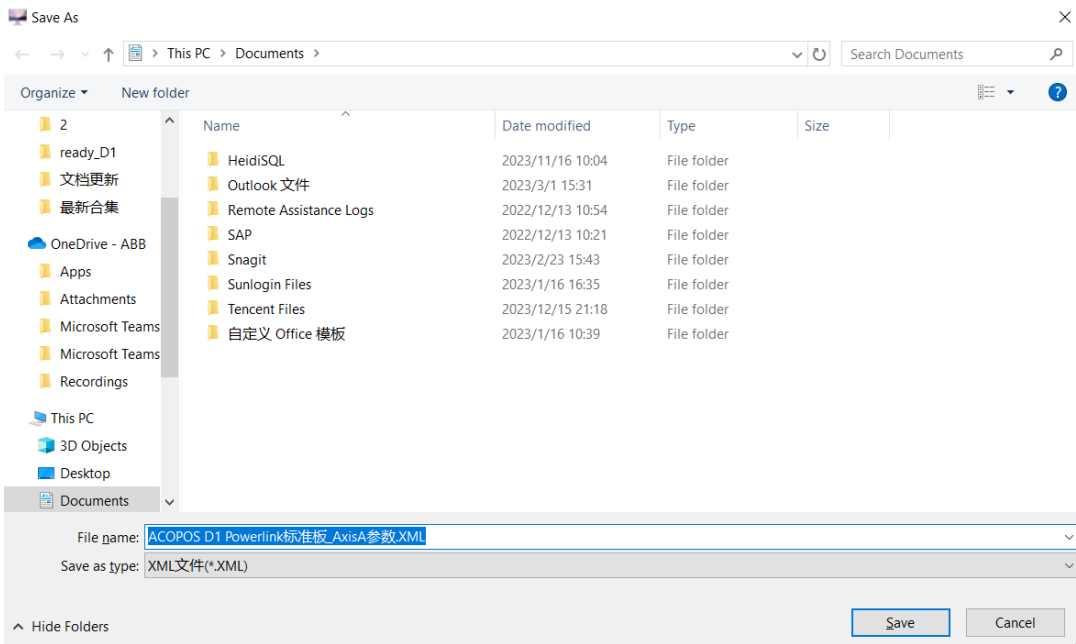 Save As
This PC > Documents >
Search Documents
Organize New folder
2
ready_D1
文档更新
最新合集
OneDrive - ABB
Apps
Attachments
Microsoft Teams
Microsoft Teams
Recordings
This PC
3D Objects
Desktop
Documents
Name Date modified Type Size
HeidiSQL 2023/11/16 10:04 File folder
Outlook 文件 2023/3/1 15:31 File folder
Remote Assistance Logs 2022/12/13 10:54 File folder
SAP 2022/12/13 10:21 File folder
Snagit 2023/2/23 15:43 File folder
Sunlogin Files 2023/1/16 16:35 File folder
Tencent Files 2023/12/15 21:18 File folder
自定义 Office 模板 2023/1/16 10:39 File folder
File name: ACOPOS D1 Powerlink标准板_AxisA参数.XML
Save as type: XML文件(*.XML)
Hide Folders
Save Cancel